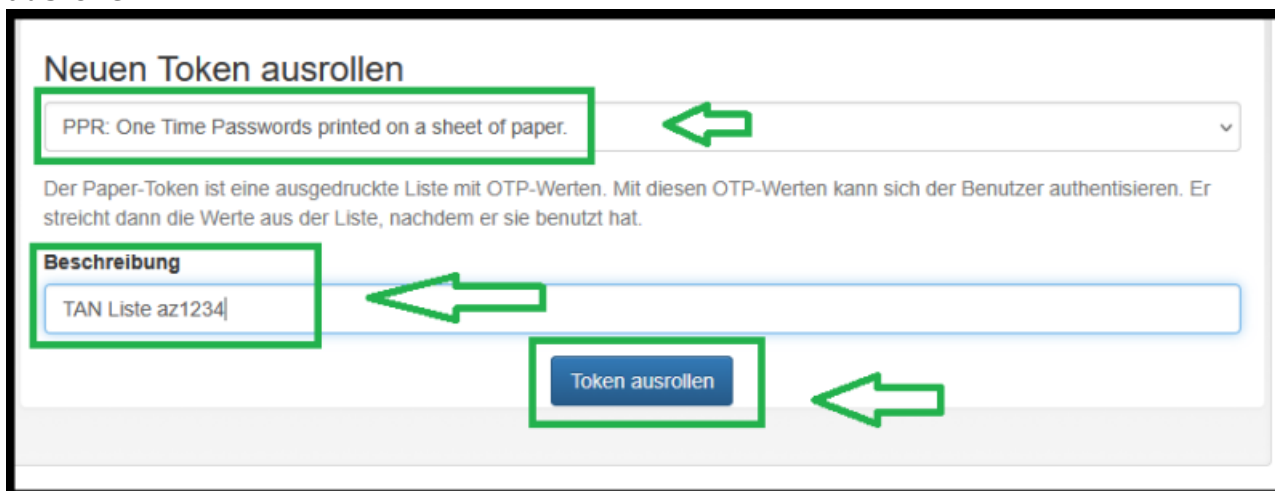 Neuen Token ausrollen
PPR: One Time Passwords printed on a sheet of paper.
Der Paper-Token ist eine ausgedruckte Liste mit OTP-Werten. Mit diesen OTP-Werten kann sich der Benutzer authentisieren. Er
streicht dann die Werte aus der Liste, nachdem er sie benutzt hat.
Beschreibung
TAN Liste az1234
Token ausrollen